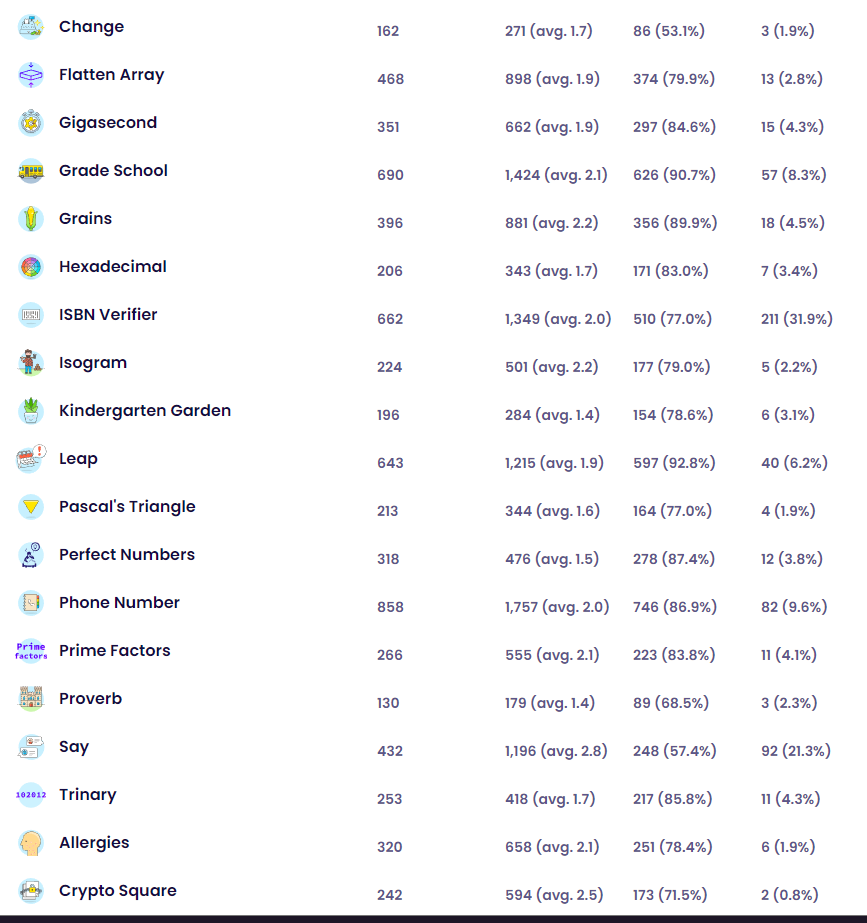 Change 162 271 (avg. 1.7) 86 (53.1%) 3 (1.9%)
Flatten Array 468 898 (avg. 1.9) 374 (79.9%) 13 (2.8%)
Gigasecond 351 662 (avg. 1.9) 297 (84.6%) 15 (4.3%)
Grade School 690 1,424 (avg. 2.1) 626 (90.7%) 57 (8.3%)
Grains 396 881 (avg. 2.2) 356 (89.9%) 18 (4.5%)
Hexadecimal 206 343 (avg. 1.7) 171 (83.0%) 7 (3.4%)
ISBN Verifier 662 1,349 (avg. 2.0) 510 (77.0%) 211 (31.9%)
Isogram 224 501 (avg. 2.2) 177 (79.0%) 5 (2.2%)
Kindergarten Garden 196 284 (avg. 1.4) 154 (78.6%) 6 (3.1%)
Leap 643 1,215 (avg. 1.9) 597 (92.8%) 40 (6.2%)
Pascal's Triangle 213 344 (avg. 1.6) 164 (77.0%) 4 (1.9%)
Perfect Numbers 318 476 (avg. 1.5) 278 (87.4%) 12 (3.8%)
Phone Number 858 1,757 (avg. 2.0) 746 (86.9%) 82 (9.6%)
Prime factors Prime Factors 266 555 (avg. 2.1) 223 (83.8%) 11 (4.1%)
Proverb 130 179 (avg. 1.4) 89 (68.5%) 3 (2.3%)
Say 432 1,196 (avg. 2.8) 248 (57.4%) 92 (21.3%)
102012 Trinary 253 418 (avg. 1.7) 217 (85.8%) 11 (4.3%)
Allergies 320 658 (avg. 2.1) 251 (78.4%) 6 (1.9%)
Crypto Square 242 594 (avg. 2.5) 173 (71.5%) 2 (0.8%)